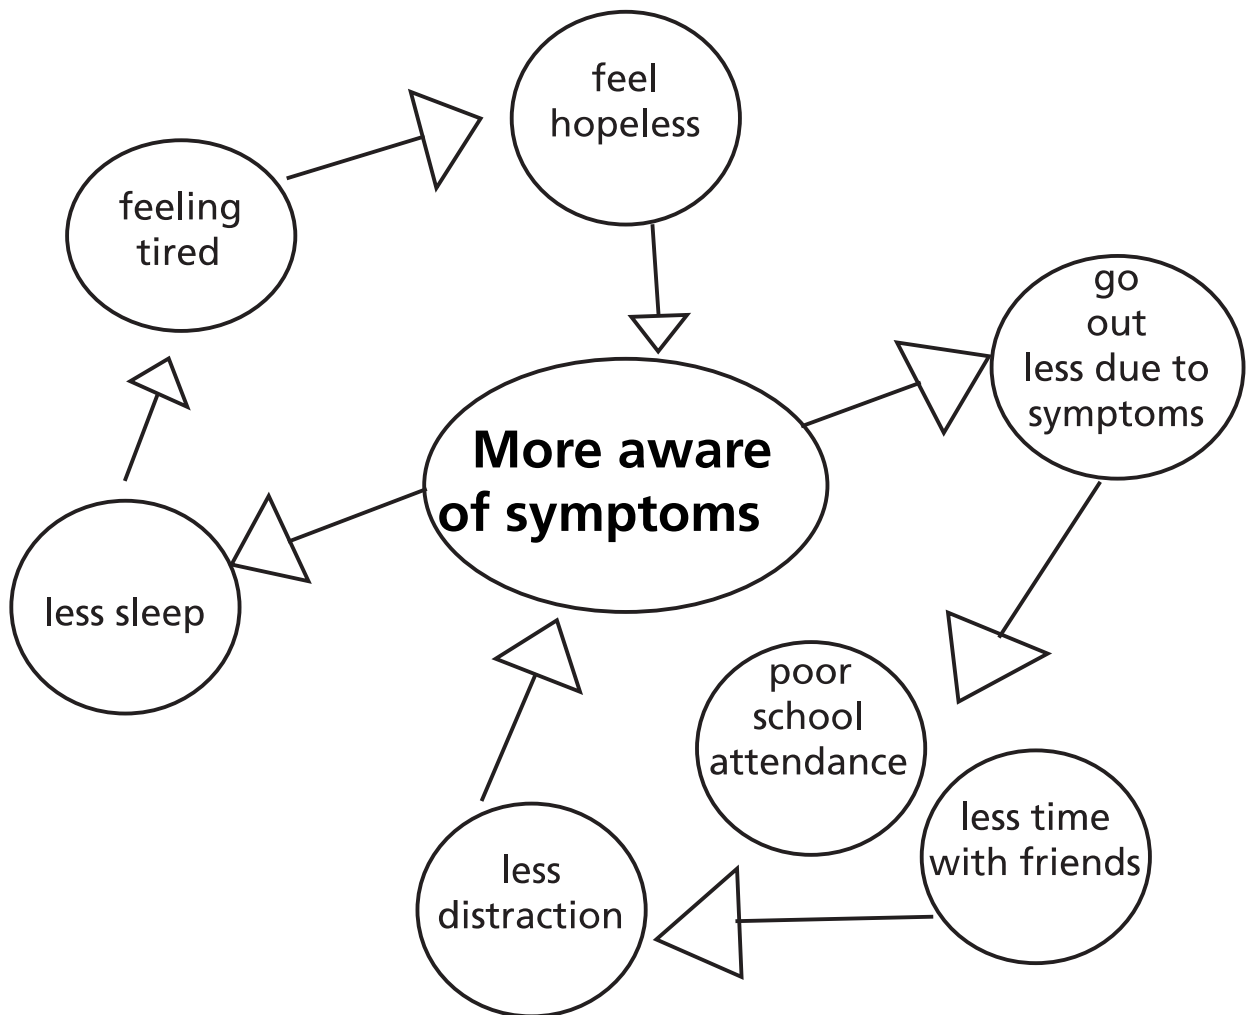 feel
hopeless
feeling
tired
go
out
less due to
symptoms
More aware
of symptoms
less sleep
poor
school
attendance
less time
with friends
less
distraction